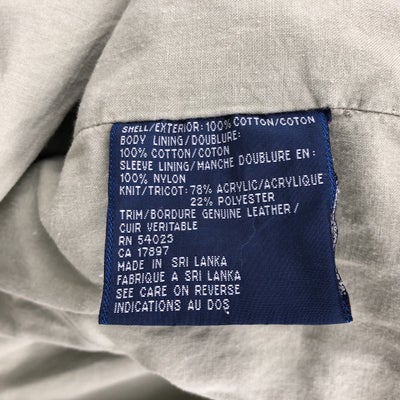 SHELL/EXTERIOR: 100% COTTON/COTON
BODY LINING/DOUBLURE:
100% COTTON/COTON
SLEEVE LINING/MANCHE DOUBLURE EN:
100% NYLON
KNIT/TRICOT: 78% ACRYLIC/ACRYLIQUE
22% POLYESTER
TRIM/BORDURE GENUINE LEATHER/
CUIR VERITABLE
RN 54023
CA 17897
MADE IN SRI LANKA
FABRIQUE A SRI LANKA
SEE CARE ON REVERSE
INDICATIONS AU DOS